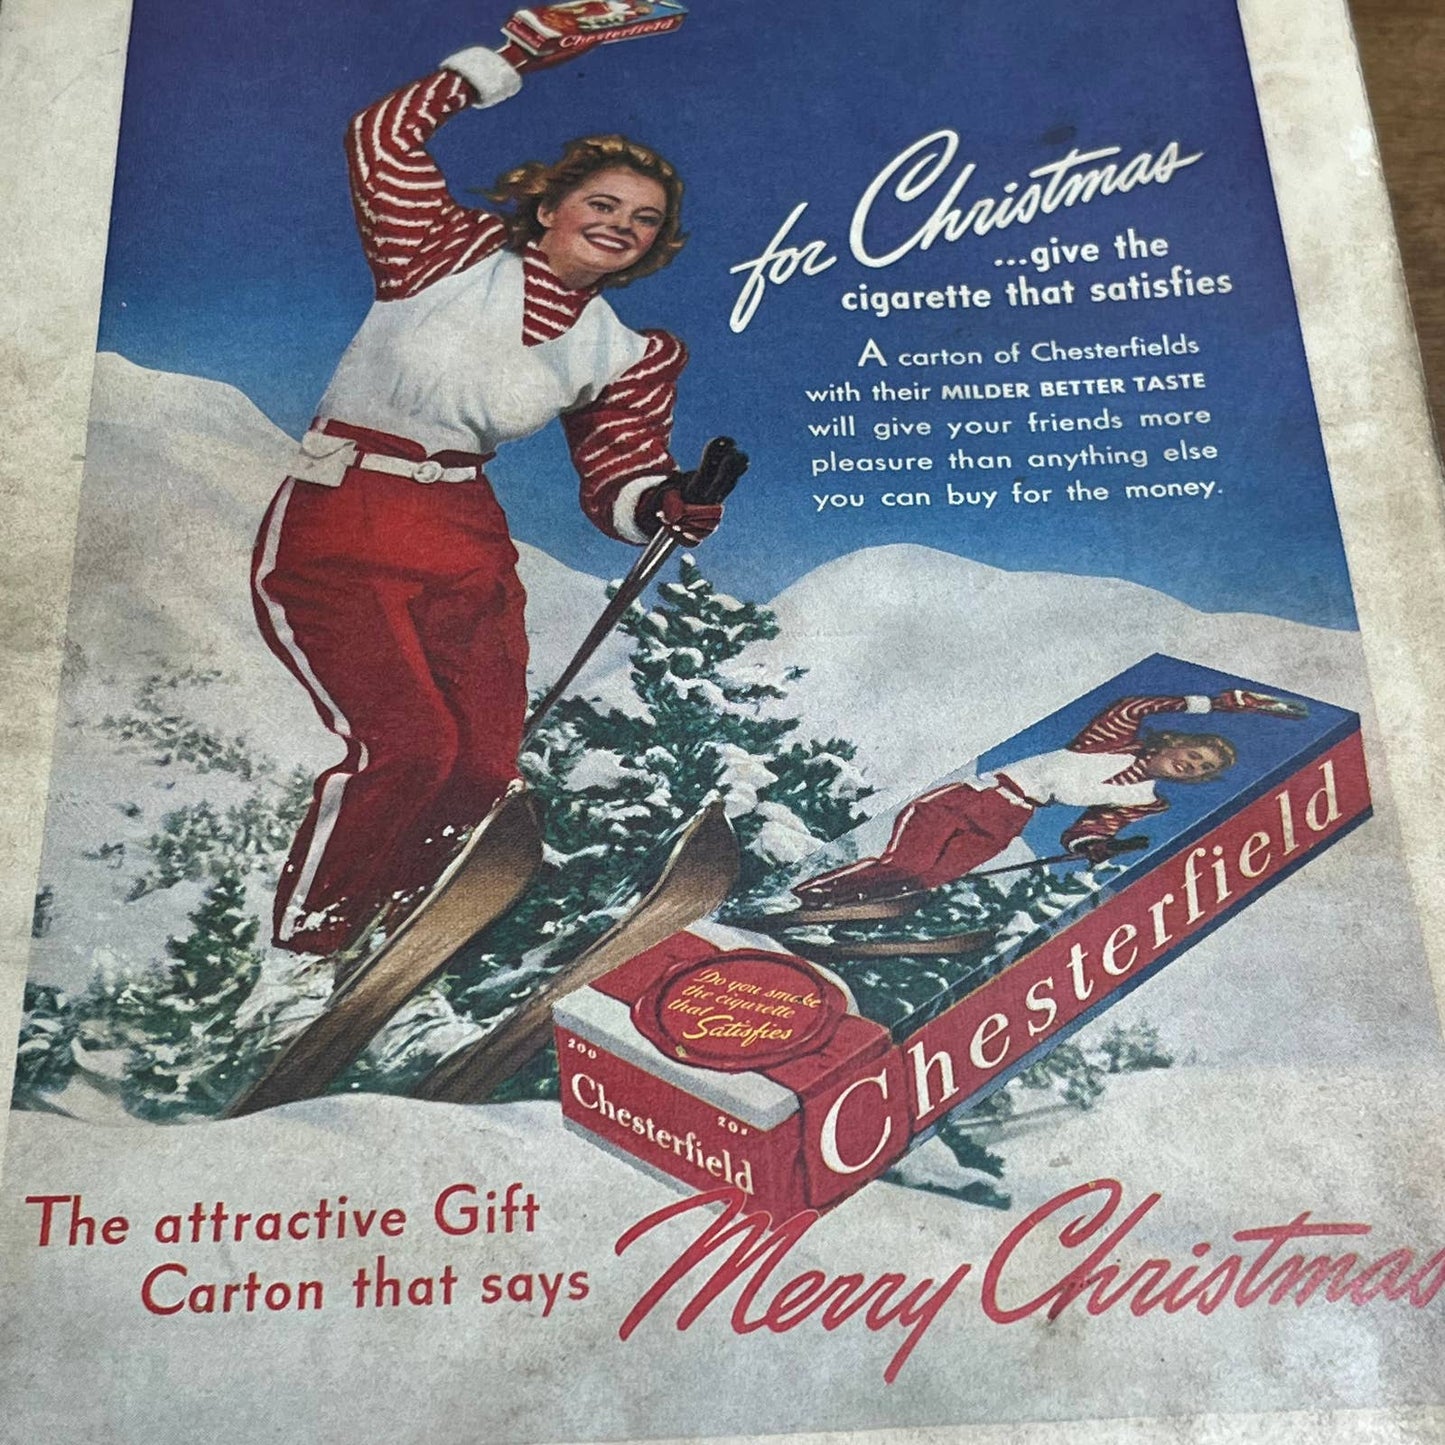 Chesterfield
for Christmas
...give the
cigarette that satisfies
A carton of Chesterfields
with their MILDER BETTER TASTE
will give your friends more
pleasure than anything else
you can buy for the money.
Do you smoke
the cigarette
that Satisfies
200
Chesterfield
Chesterfield
The attractive Gift
Carton that says
Merry Christmas